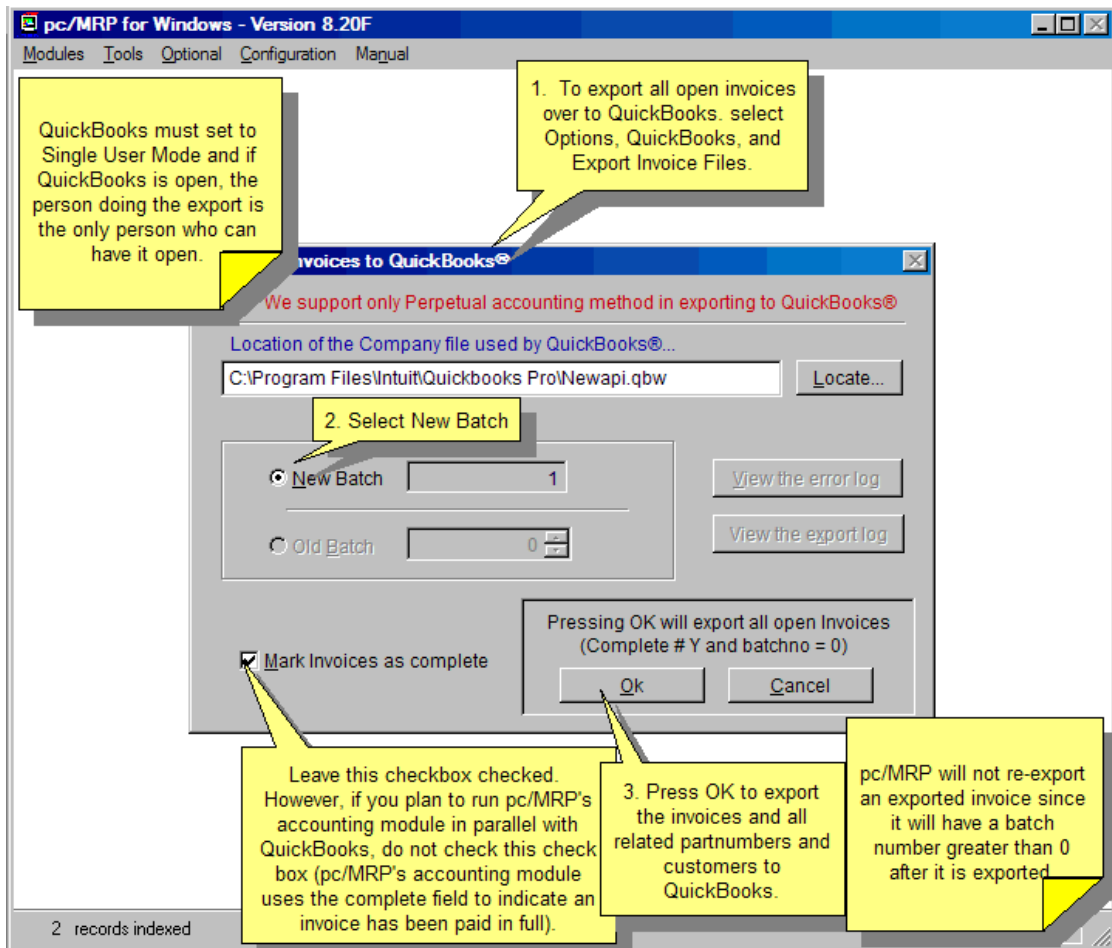 pc/MRP for Windows - Version 8.20F
Modules Tools Optional Configuration Manual
QuickBooks must set to
Single User Mode and if
QuickBooks is open, the
person doing the export is
the only person who can
have it open.
1. To export all open invoices
over to QuickBooks. select
Options, QuickBooks, and
Export Invoice Files.
nvoices to QuickBooks®
We support only Perpetual accounting method in exporting to QuickBooks®
Location of the Company file used by QuickBooks®...
C:\Program Files\Intuit\Quickbooks Pro\Newapi.qbw
Locate...
2. Select New Batch
New Batch 1
View the error log
Old Batch 0
View the export log
Mark Invoices as complete
Pressing OK will export all open Invoices
(Complete # Y and batchno = 0)
Ok Cancel
Leave this checkbox checked.
However, if you plan to run pc/MRP's
accounting module in parallel with
QuickBooks, do not check this check
box (pc/MRP's accounting module
uses the complete field to indicate an
invoice has been paid in full).
3. Press OK to export
the invoices and all
related partnumbers and
customers to
QuickBooks.
pc/MRP will not re-export
an exported invoice since
it will have a batch
number greater than 0
after it is exported
2 records indexed